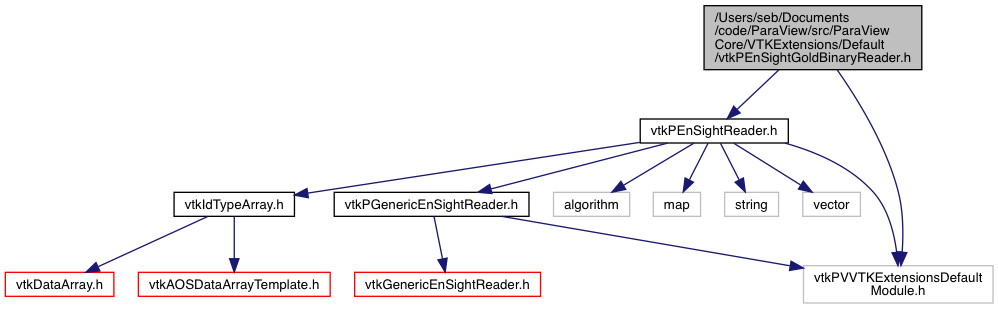 /Users/seb/Documents
/code/ParaView/src/ParaView
Core/VTKExtensions/Default
/vtkPEnSightGoldBinaryReader.h
vtkPEnSightReader.h
vtkIdTypeArray.h
vtkPGenericEnSightReader.h
algorithm
map
string
vector
vtkDataArray.h
vtkAOSDataArrayTemplate.h
vtkGenericEnSightReader.h
vtkPVVTKExtensionsDefault
Module.h